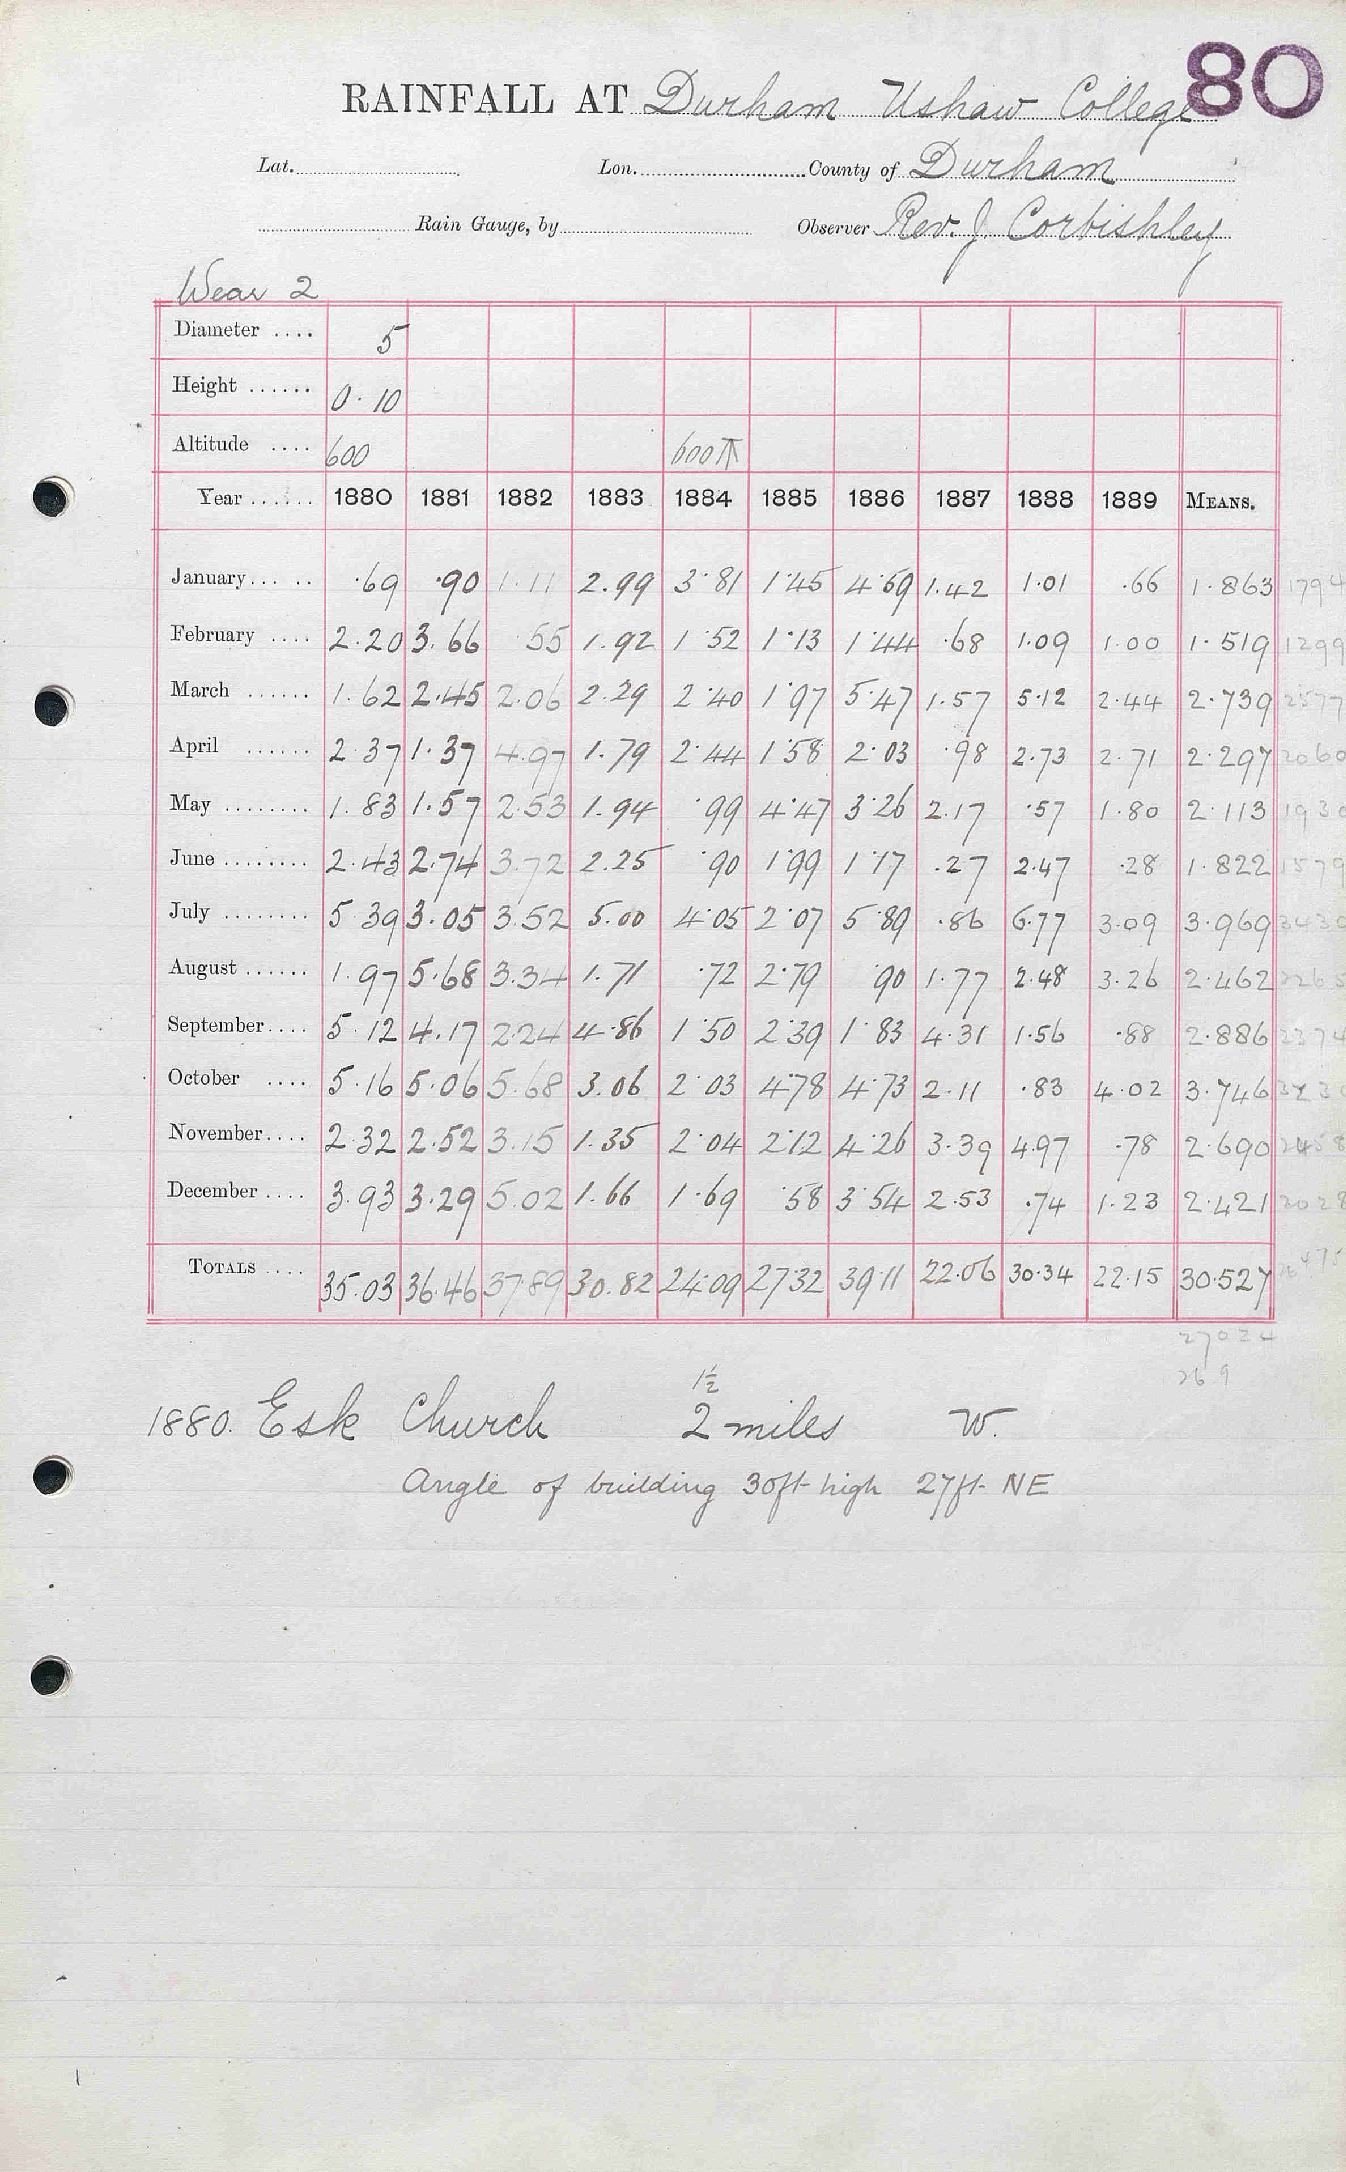 80
RAINFALL AT Durham Ushaw College
Lat. Lon. County of Durham
Rain Gauge, by Observer Rev. J. Corbishley
Wear 2
Diameter .... 5
Height ...... 0.10
Altitude .... 600 600
Year ...... 1880 1881 1882 1883 1884 1885 1886 1887 1888 1889 MEANS.
January... .. .69 .90 1.11 2.99 3.81 1.45 4.59 1.42 1.01 .66 1.863 1794
February .... 2.20 3.66 .55 1.92 1.52 1.13 1.44 .68 1.09 1.00 1.519 1299
March ...... 1.62 2.45 2.06 2.29 2.40 1.97 5.47 1.57 5.12 2.44 2.739 2577
April ...... 2.37 1.37 4.97 1.79 2.44 1.58 2.03 .98 2.73 2.71 2.297 2060
May ........ 1.83 1.57 2.53 1.94 .99 4.47 3.26 2.17 .57 1.80 2.113 1930
June ........ 2.43 2.74 3.72 2.25 .90 1.99 1.17 .27 2.47 .28 1.822 1579
July ........ 5.39 3.05 3.52 5.00 4.05 2.07 5.89 .86 6.77 3.09 3.969 3430
August ...... 1.97 5.68 3.34 1.71 .72 2.79 .90 1.77 2.48 3.26 2.462 2265
September.... 5.12 4.17 2.24 4.86 1.50 2.39 1.83 4.31 1.56 .88 2.886 2374
October .... 5.16 5.06 5.68 3.06 2.03 4.78 4.73 2.11 .83 4.02 3.746
November.... 2.32 2.52 3.15 1.35 2.04 2.12 4.26 3.39 4.97 .78 2.690 2458
December .... 3.93 3.29 5.02 1.66 1.69 .58 3.54 2.53 .74 1.23 2.421 2028
TOTALS .... 35.03 36.46 37.89 30.82 24.09 27.32 39.11 22.06 30.34 22.15 30.527
27024
269
1½
1880. Esk Church 2 miles W.
Angle of building 30ft high 27ft NE